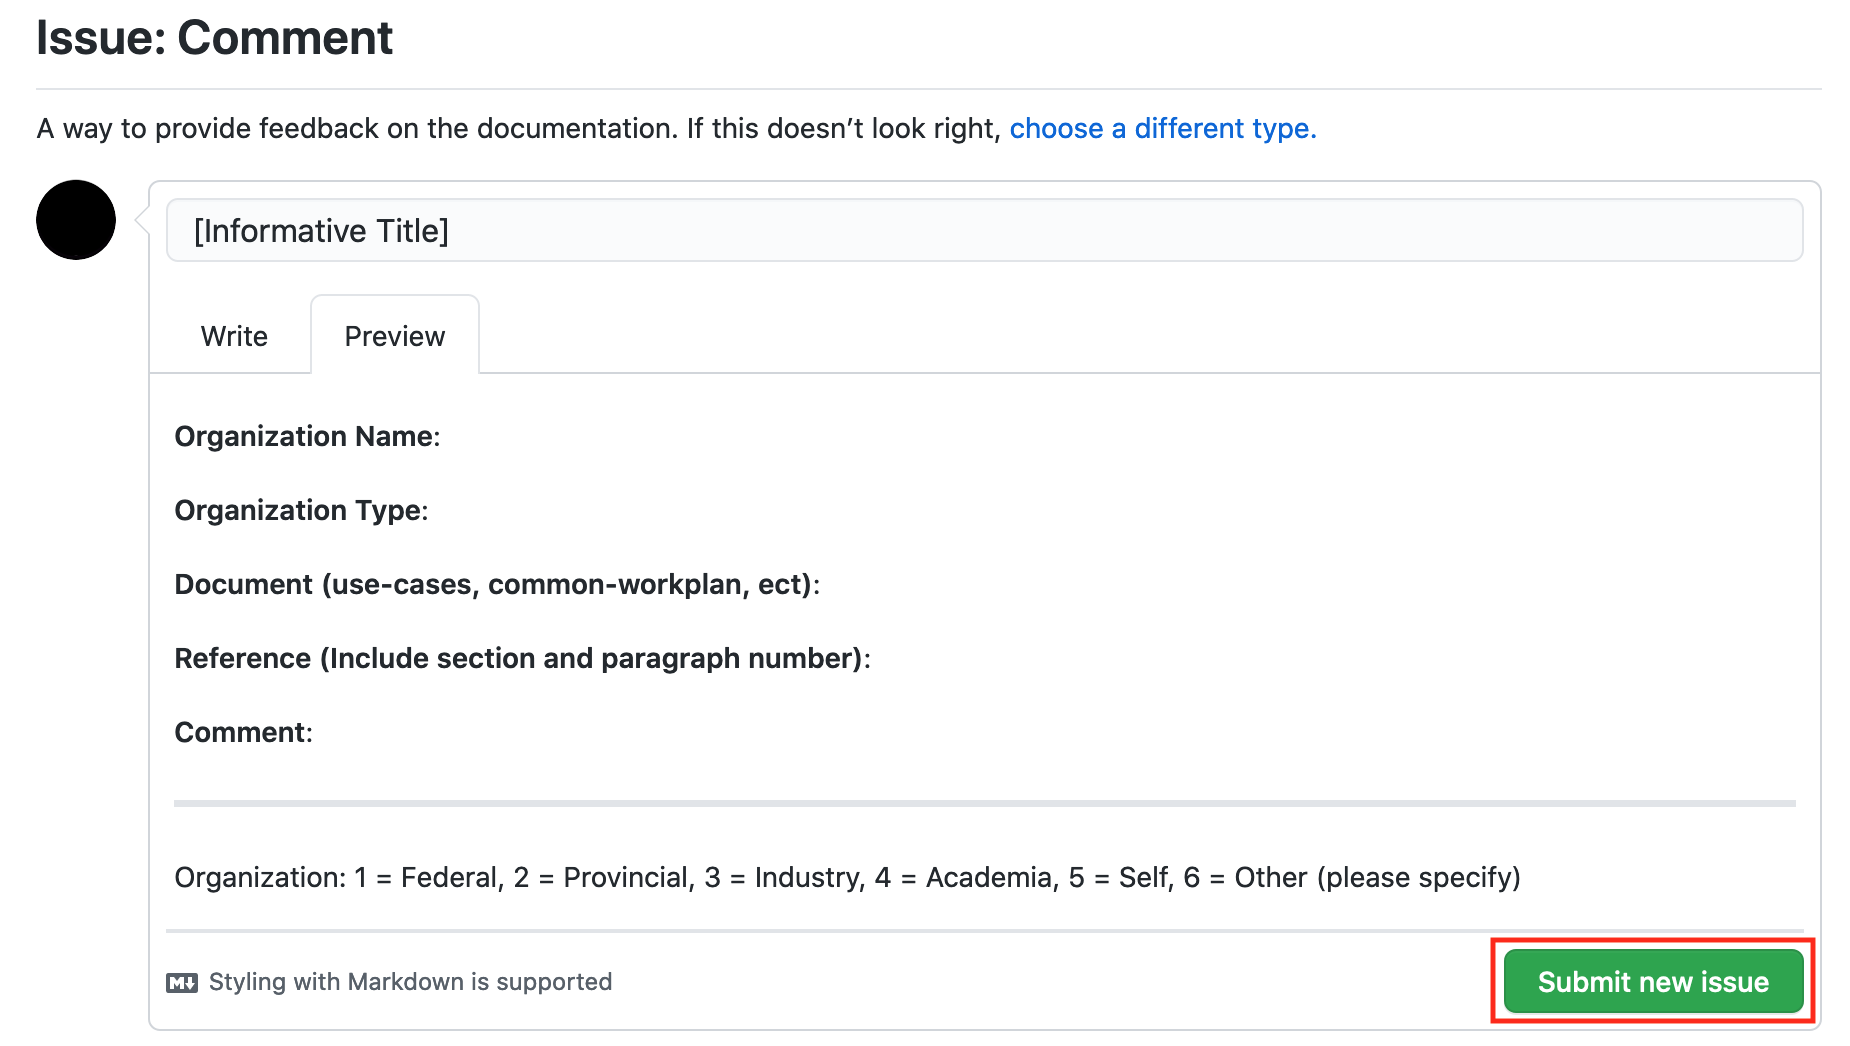 Issue: Comment
A way to provide feedback on the documentation. If this doesn’t look right, choose a different type.
[Informative Title]
Write Preview
Organization Name:
Organization Type:
Document (use-cases, common-workplan, ect):
Reference (Include section and paragraph number):
Comment:
Organization: 1 = Federal, 2 = Provincial, 3 = Industry, 4 = Academia, 5 = Self, 6 = Other (please specify)
M Styling with Markdown is supported
Submit new issue